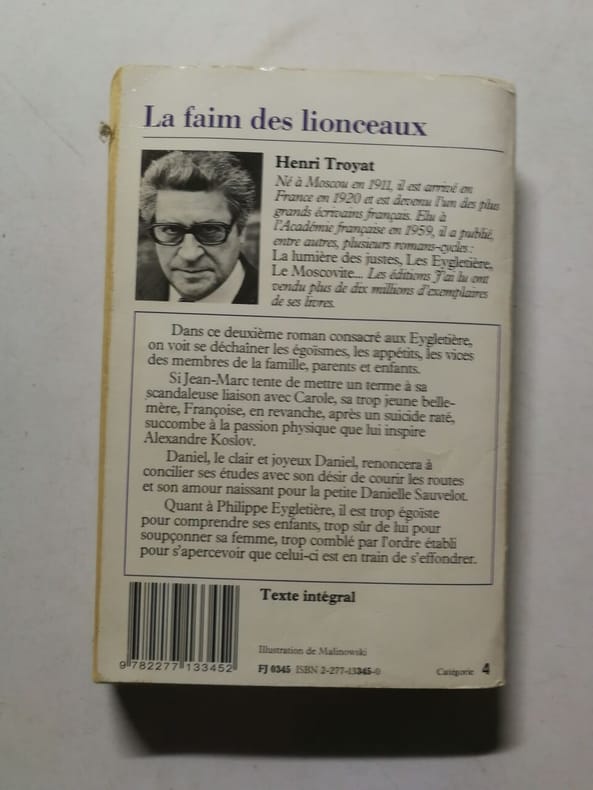 La faim des lionceaux
Henri Troyat
Né à Moscou en 1911, il est arrivé en
France en 1920 et est devenu l'un des plus
grands écrivains français. Elu à
l'Académie française en 1959, il a publié,
entre autres, plusieurs romans-cycles :
La lumière des justes, Les Eygletière,
Le Moscovite... Les éditions J'ai lu ont
vendu plus de dix millions d'exemplaires
de ses livres.
Dans ce deuxième roman consacré aux Eygletière,
on voit se déchaîner les égoïsmes, les appétits, les vices
des membres de la famille, parents et enfants.
Si Jean-Marc tente de mettre un terme à sa
scandaleuse liaison avec Carole, sa trop jeune belle-
mère, Françoise, en revanche, après un suicide raté,
succombe à la passion physique que lui inspire
Alexandre Koslov.
Daniel, le clair et joyeux Daniel, renoncera à
concilier ses études avec son désir de courir les routes
et son amour naissant pour la petite Danielle Sauvelot.
Quant à Philippe Eygletière, il est trop égoïste
pour comprendre ses enfants, trop sûr de lui pour
soupçonner sa femme, trop comblé par l'ordre établi
pour s'apercevoir que celui-ci est en train de s'effondrer.
Texte intégral
Illustration de Malinowski
9 782277 133452
FJ 0345 ISBN 2-277-13345-0
Catégorie 4